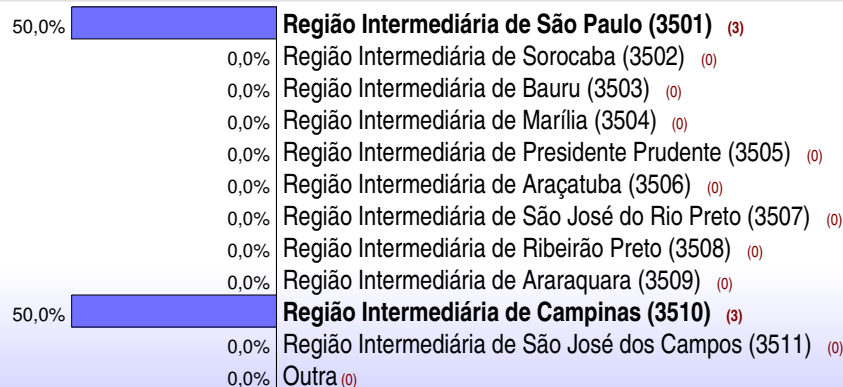 50,0% Região Intermediária de São Paulo (3501) (3)
0,0% Região Intermediária de Sorocaba (3502) (0)
0,0% Região Intermediária de Bauru (3503) (0)
0,0% Região Intermediária de Marília (3504) (0)
0,0% Região Intermediária de Presidente Prudente (3505) (0)
0,0% Região Intermediária de Araçatuba (3506) (0)
0,0% Região Intermediária de São José do Rio Preto (3507) (0)
0,0% Região Intermediária de Ribeirão Preto (3508) (0)
0,0% Região Intermediária de Araraquara (3509) (0)
50,0% Região Intermediária de Campinas (3510) (3)
0,0% Região Intermediária de São José dos Campos (3511) (0)
0,0% Outra (0)